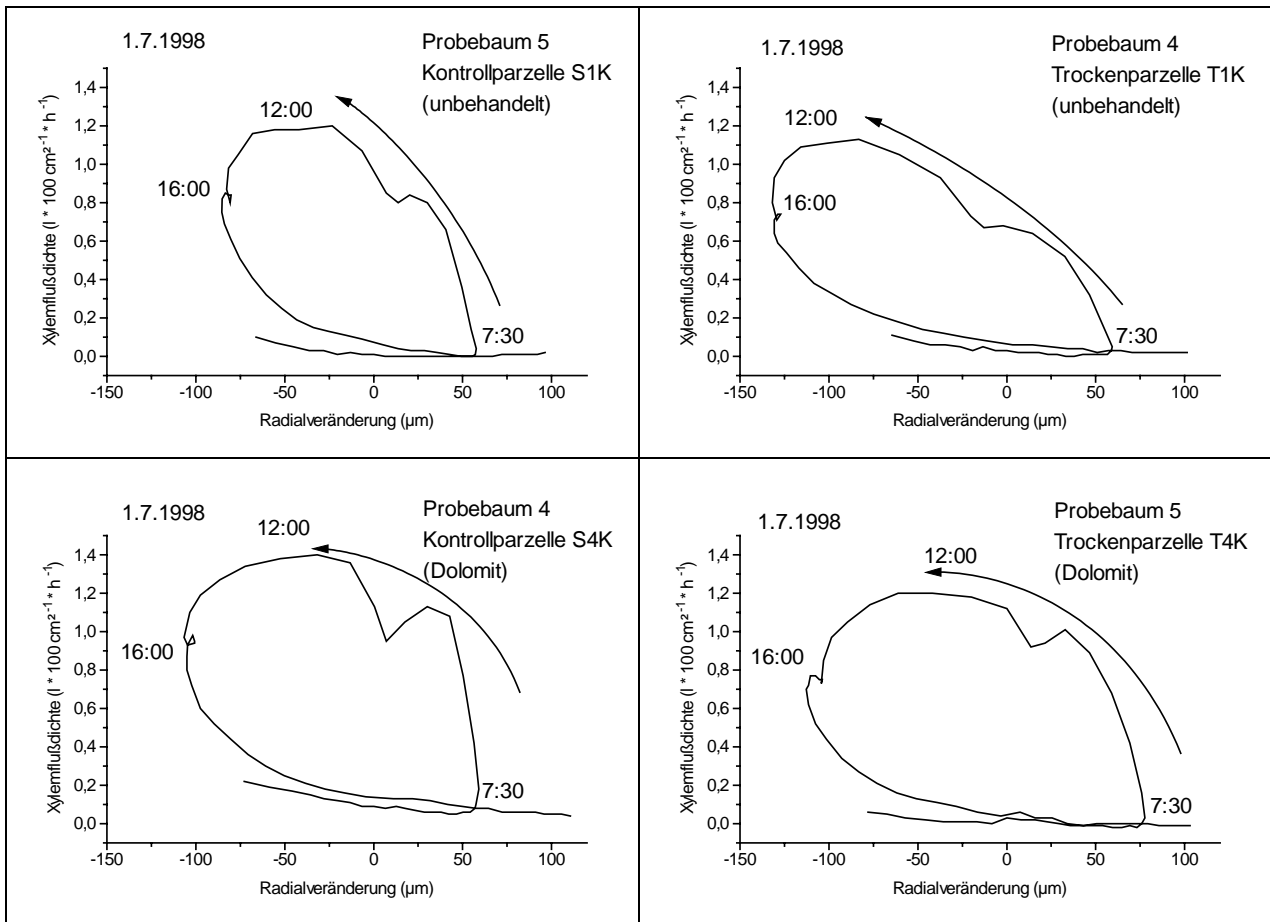 1.7.1998
Probebaum 5
Kontrollparzelle S1K
(unbehandelt)
Xylemflußdichte (l * 100 cm²⁻¹ * h⁻¹)
1,4
1,2
1,0
0,8
0,6
0,4
0,2
0,0
12:00
16:00
7:30
-150 -100 -50 0 50 100
Radialveränderung (µm)
1.7.1998
Probebaum 4
Trockenparzelle T1K
(unbehandelt)
Xylemflußdichte (l * 100 cm²⁻¹ * h⁻¹)
1,4
1,2
1,0
0,8
0,6
0,4
0,2
0,0
12:00
16:00
7:30
-150 -100 -50 0 50 100
Radialveränderung (µm)
1.7.1998
Probebaum 4
Kontrollparzelle S4K
(Dolomit)
Xylemflußdichte (l * 100 cm²⁻¹ * h⁻¹)
1,4
1,2
1,0
0,8
0,6
0,4
0,2
0,0
12:00
16:00
7:30
-150 -100 -50 0 50 100
Radialveränderung (µm)
1.7.1998
Probebaum 5
Trockenparzelle T4K
(Dolomit)
Xylemflußdichte (l * 100 cm²⁻¹ * h⁻¹)
1,4
1,2
1,0
0,8
0,6
0,4
0,2
0,0
12:00
16:00
7:30
-150 -100 -50 0 50 100
Radialveränderung (µm)